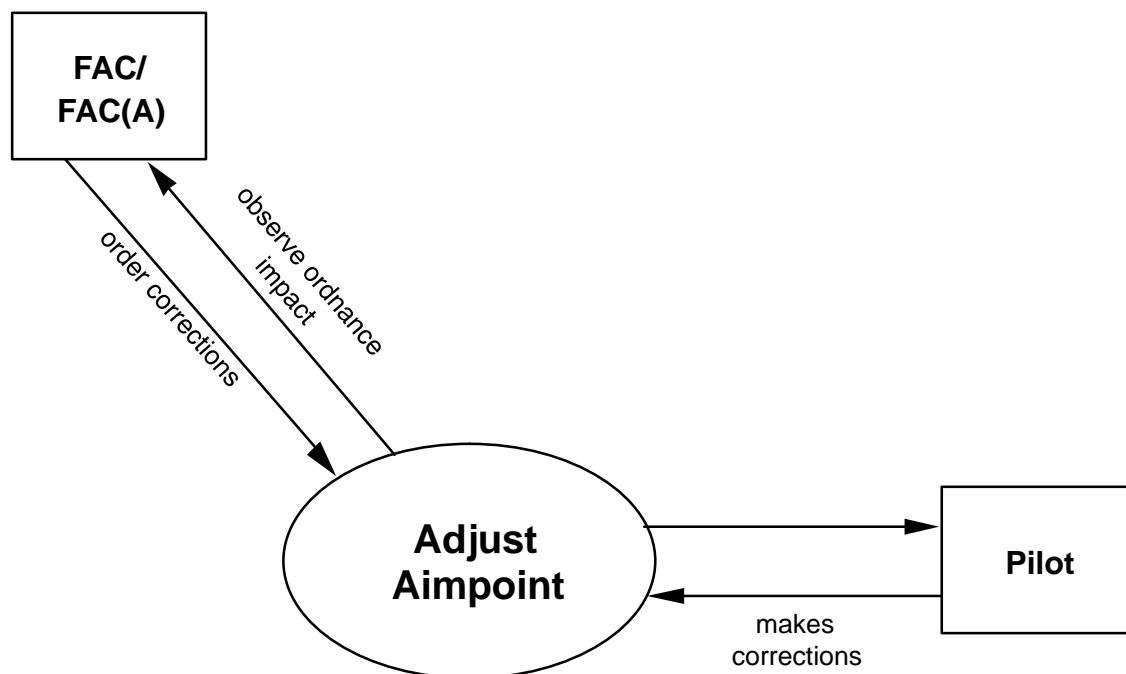 FAC/
FAC(A)
observe ordnance
impact
order corrections
Adjust
Aimpoint
Pilot
makes
corrections